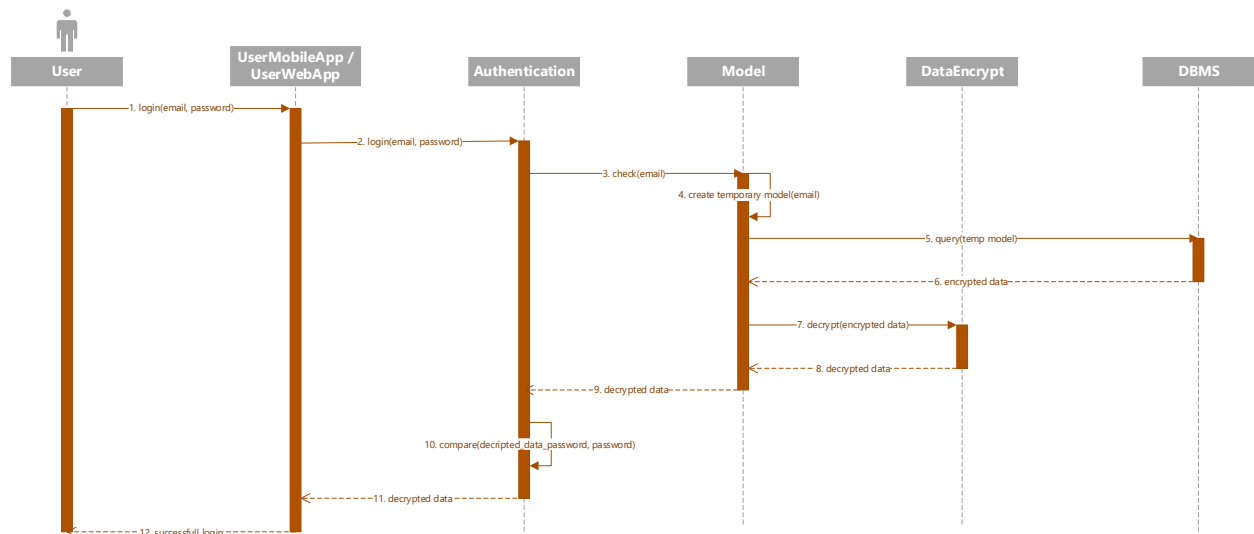 User
UserMobileApp /
UserWebApp
Authentication
Model
DataEncrypt
DBMS
1. login(email, password)
2. login(email, password)
3. check(email)
4. create temporary model(email)
5. query(temp model)
6. encrypted data
7. decrypt(encrypted data)
8. decrypted data
9. decrypted data
10. compare(decripted_data_password, password)
11. decrypted data
12. successfull login